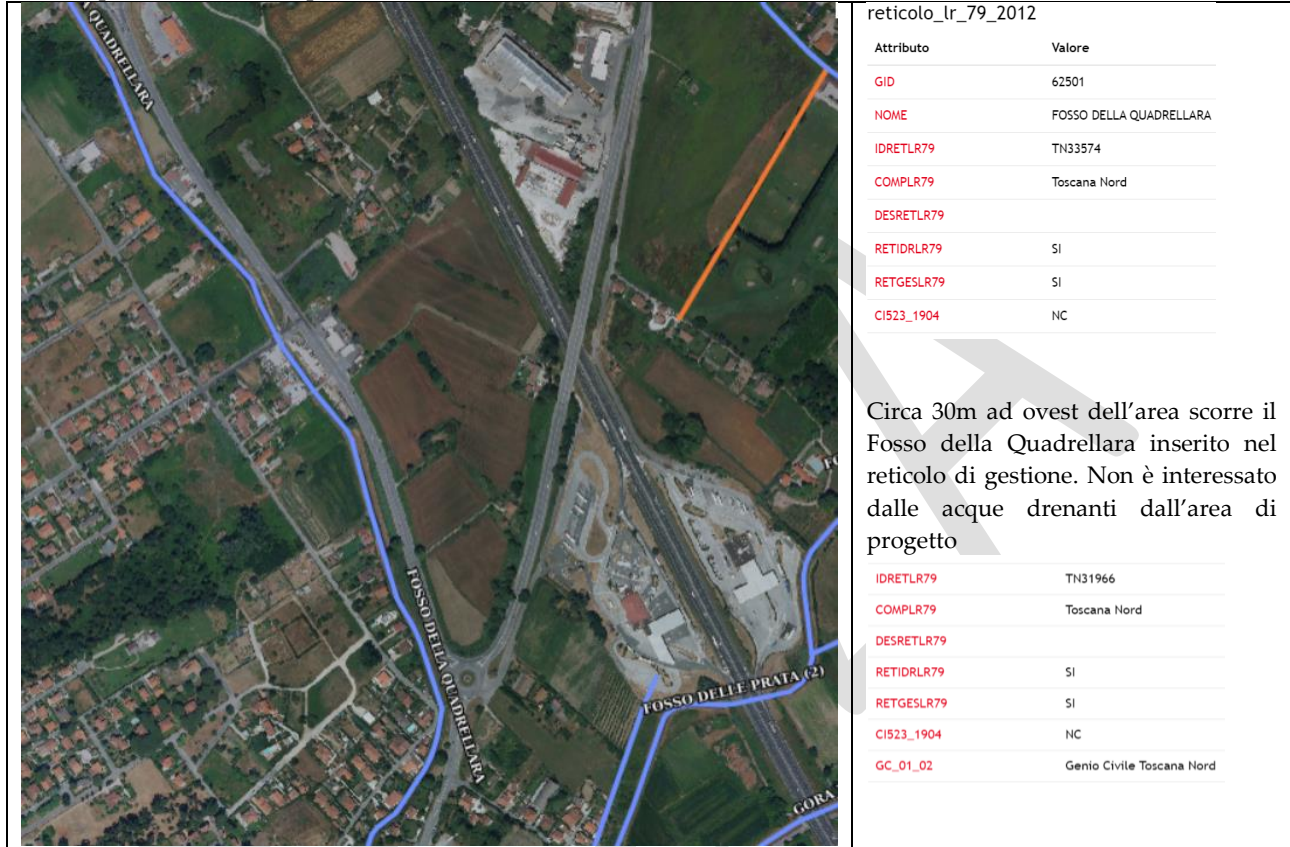 A QUADRELLARA
FOSSO DELLA QUADRELLARA
FOSSO DELLE PRATA (2)
GORA
reticolo_lr_79_2012
Attributo Valore
GID 62501
NOME FOSSO DELLA QUADRELLARA
IDRETLR79 TN33574
COMPLR79 Toscana Nord
DESRETLR79
RETIDRLR79 SI
RETGESLR79 SI
CI523_1904 NC
Circa 30m ad ovest dell’area scorre il
Fosso della Quadrellara inserito nel
reticolo di gestione. Non è interessato
dalle acque drenanti dall’area di
progetto
IDRETLR79 TN31966
COMPLR79 Toscana Nord
DESRETLR79
RETIDRLR79 SI
RETGESLR79 SI
CI523_1904 NC
GC_01_02 Genio Civile Toscana Nord